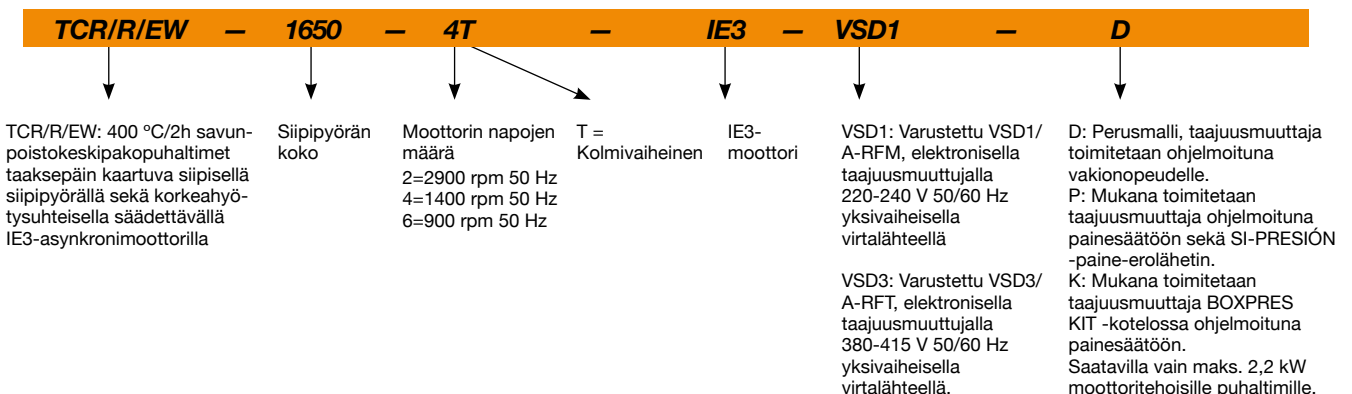 TCR/R/EW — 1650 — 4T — IE3 — VSD1 — D
TCR/R/EW: 400 ºC/2h savun-
poistokeskipakopuhaltimet
taaksepäin kaartuva siipisellä
siipipyörällä sekä korkeahyö-
tysuhteisella säädettävällä
IE3-asynkronimoottorilla
Siipipyörän
koko
Moottorin napojen
määrä
2=2900 rpm 50 Hz
4=1400 rpm 50 Hz
6=900 rpm 50 Hz
T =
Kolmivaiheinen
IE3-
moottori
VSD1: Varustettu VSD1/
A-RFM, elektronisella
taajuusmuuttujalla
220-240 V 50/60 Hz
yksivaiheisella
virtalähteellä
VSD3: Varustettu VSD3/
A-RFT, elektronisella
taajuusmuuttujalla
380-415 V 50/60 Hz
yksivaiheisella
virtalähteellä.
D: Perusmalli, taajuusmuuttaja
toimitetaan ohjelmoituna
vakionopeudelle.
P: Mukana toimitetaan
taajuusmuuttaja ohjelmoituna
painesäätöön sekä SI-PRESIÓN
-paine-erolähetin.
K: Mukana toimitetaan
taajuusmuuttaja BOXPRES
KIT -kotelossa ohjelmoituna
painesäätöön.
Saatavilla vain maks. 2,2 kW
moottoritehoisille puhaltimille.